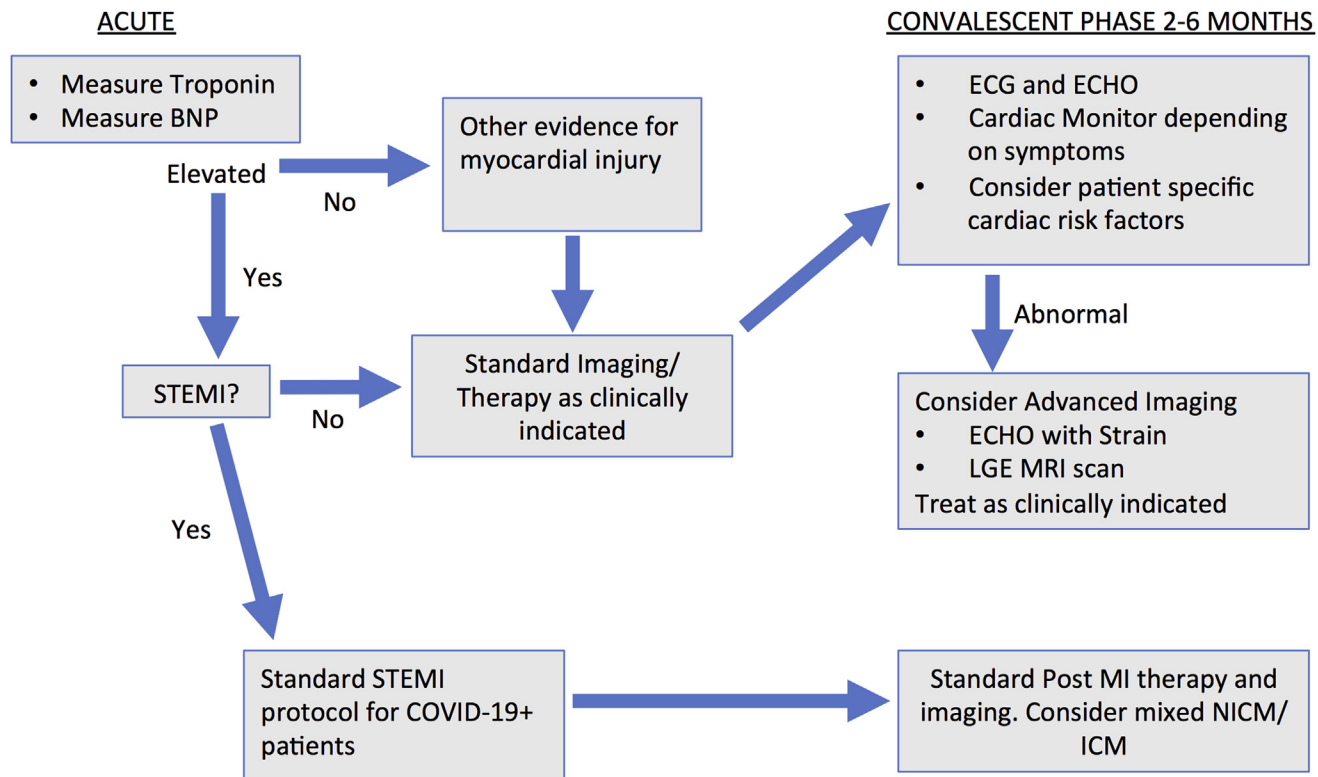 ACUTE
• Measure Troponin
• Measure BNP
Elevated
No
Other evidence for
myocardial injury
Yes
STEMI?
No
Standard Imaging/
Therapy as clinically
indicated
Yes
Standard STEMI
protocol for COVID-19+
patients
CONVALESCENT PHASE 2-6 MONTHS
• ECG and ECHO
• Cardiac Monitor depending
on symptoms
• Consider patient specific
cardiac risk factors
Abnormal
Consider Advanced Imaging
• ECHO with Strain
• LGE MRI scan
Treat as clinically indicated
Standard Post MI therapy and
imaging. Consider mixed NICM/
ICM